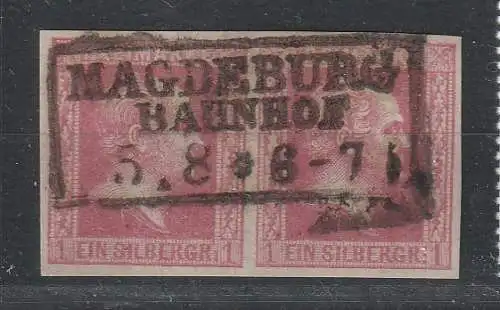 MAGDEBURG
BAHNHOF
5.8 * 6-7
1 EIN SILBERGR. 1 1 EIN SILBERGR. 1